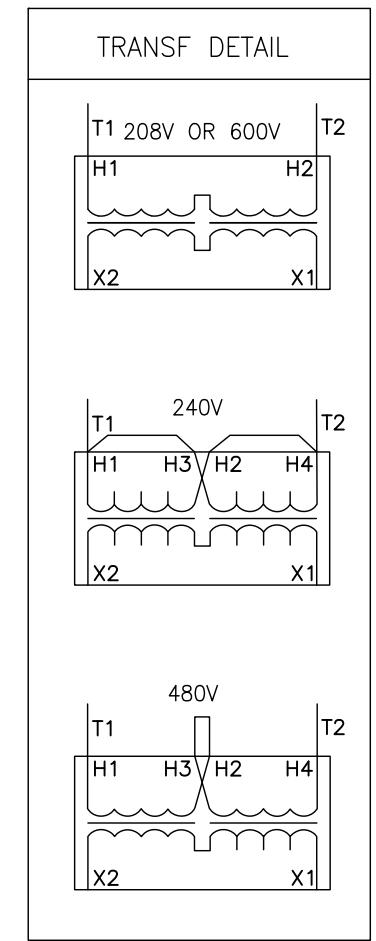 TRANSF DETAIL
T1 208V OR 600V T2
H1 H2
X2 X1
240V
T1 T2
H1 H3 H2 H4
X2 X1
480V
T1 T2
H1 H3 H2 H4
X2 X1